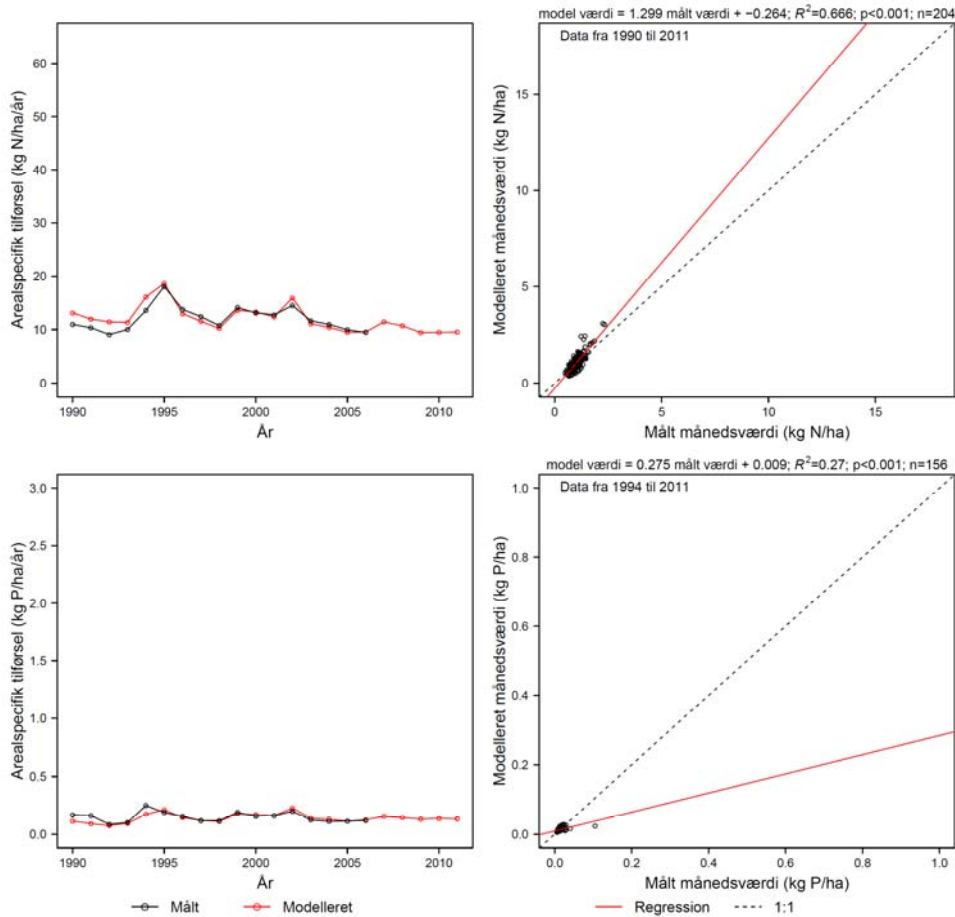 model værdi = 1.299 målt værdi + −0.264; R²=0.666; p<0.001; n=204
Arealspecifik tilførsel (kg N/ha/år)
60
50
40
30
20
10
0
1990 1995 2000 2005 2010
År
Data fra 1990 til 2011
Modelleret månedsværdi (kg N/ha)
15
10
5
0
0 5 10 15
Målt månedsværdi (kg N/ha)
model værdi = 0.275 målt værdi + 0.009; R²=0.27; p<0.001; n=156
Arealspecifik tilførsel (kg P/ha/år)
3.0
2.5
2.0
1.5
1.0
0.5
0.0
1990 1995 2000 2005 2010
År
Data fra 1994 til 2011
Modelleret månedsværdi (kg P/ha)
1.0
0.8
0.6
0.4
0.2
0.0
0.0 0.2 0.4 0.6 0.8 1.0
Målt månedsværdi (kg P/ha)
Målt Modelleret Regression 1:1